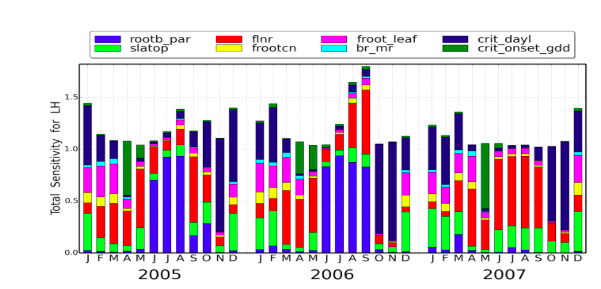 rootb_par flnr froot_leaf crit_dayl
slatop frootcn br_mr crit_onset_gdd
Total Sensitivity for LH
1.5
1.0
0.5
0.0
J F M A M J J A S O N D J F M A M J J A S O N D J F M A M J J A S O N D
2005 2006 2007